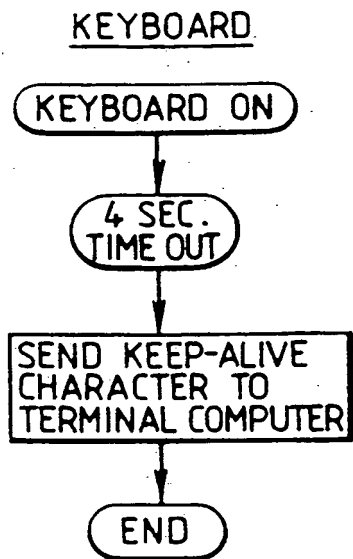 KEYBOARD
KEYBOARD ON
4 SEC.
TIME OUT
SEND KEEP-ALIVE
CHARACTER TO
TERMINAL COMPUTER
END